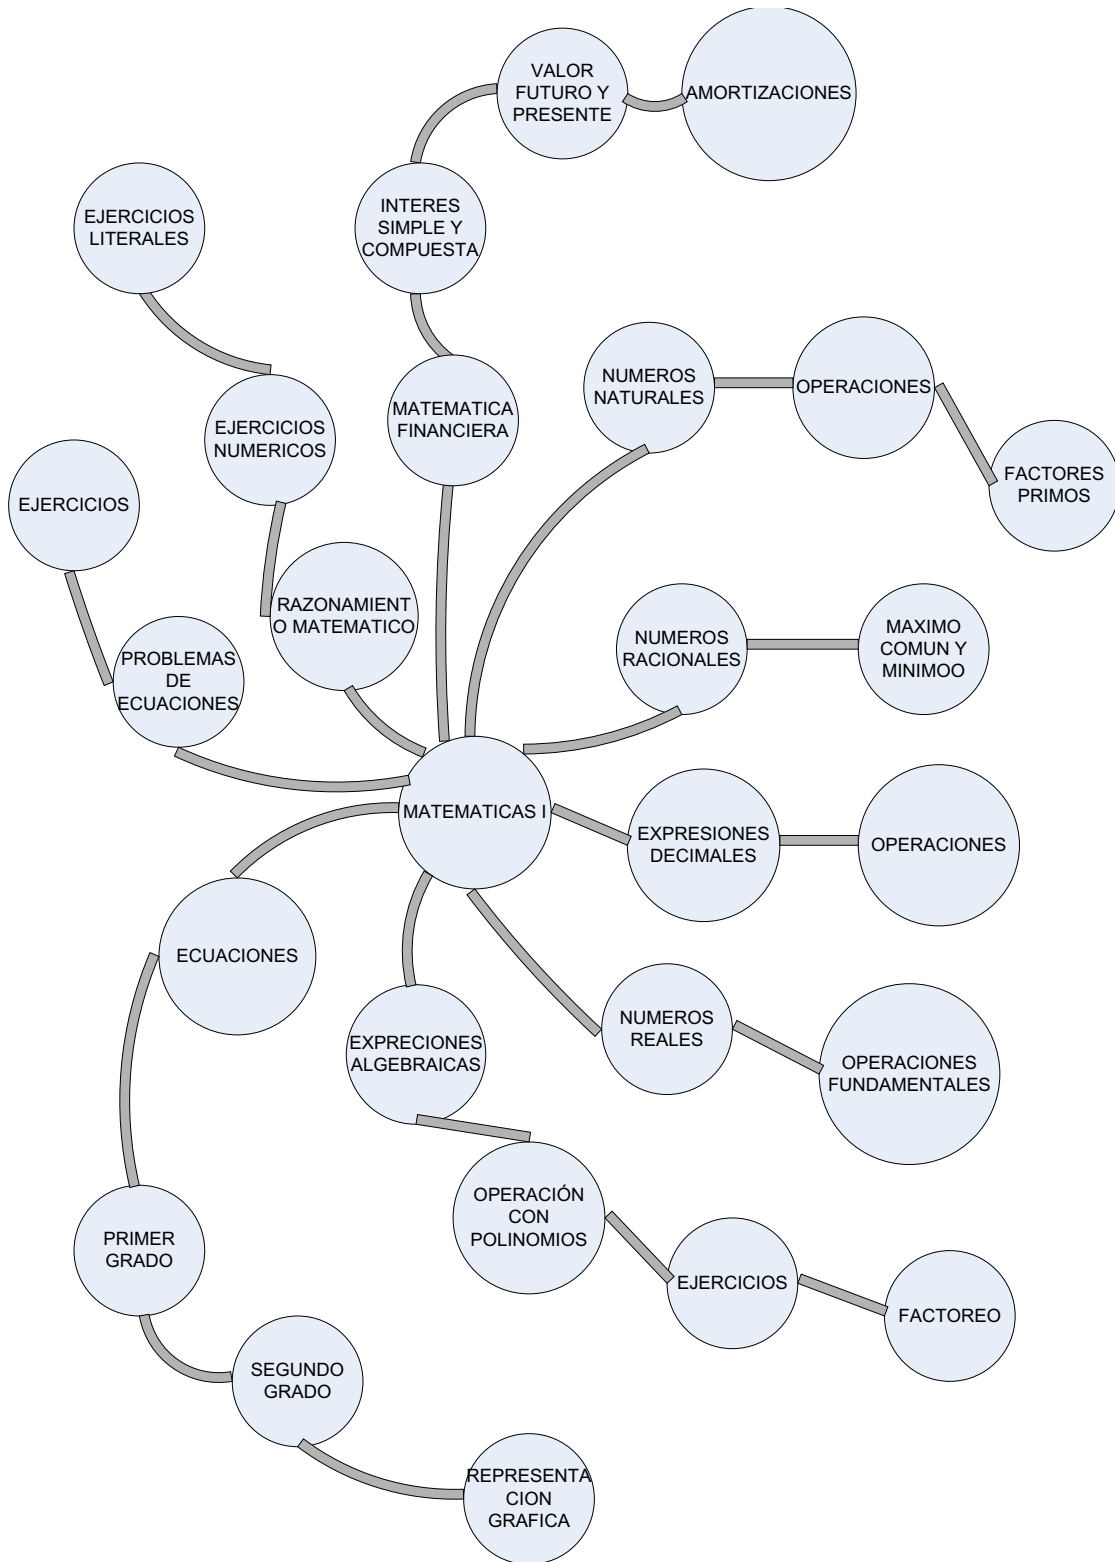 VALOR
FUTURO Y
PRESENTE
AMORTIZACIONES
EJERCICIOS
LITERALES
INTERES
SIMPLE Y
COMPUESTA
NUMEROS
NATURALES
OPERACIONES
MATEMATICA
FINANCIERA
EJERCICIOS
NUMERICOS
FACTORES
PRIMOS
EJERCICIOS
RAZONAMIENT
O MATEMATICO
NUMEROS
RACIONALES
MAXIMO
COMUN Y
MINIMOO
PROBLEMAS
DE
ECUACIONES
MATEMATICAS I
EXPRESIONES
DECIMALES
OPERACIONES
ECUACIONES
EXPRECIONES
ALGEBRAICAS
NUMEROS
REALES
OPERACIONES
FUNDAMENTALES
OPERACIÓN
CON
POLINOMIOS
PRIMER
GRADO
EJERCICIOS
FACTOREO
SEGUNDO
GRADO
REPRESENTA
CION
GRAFICA